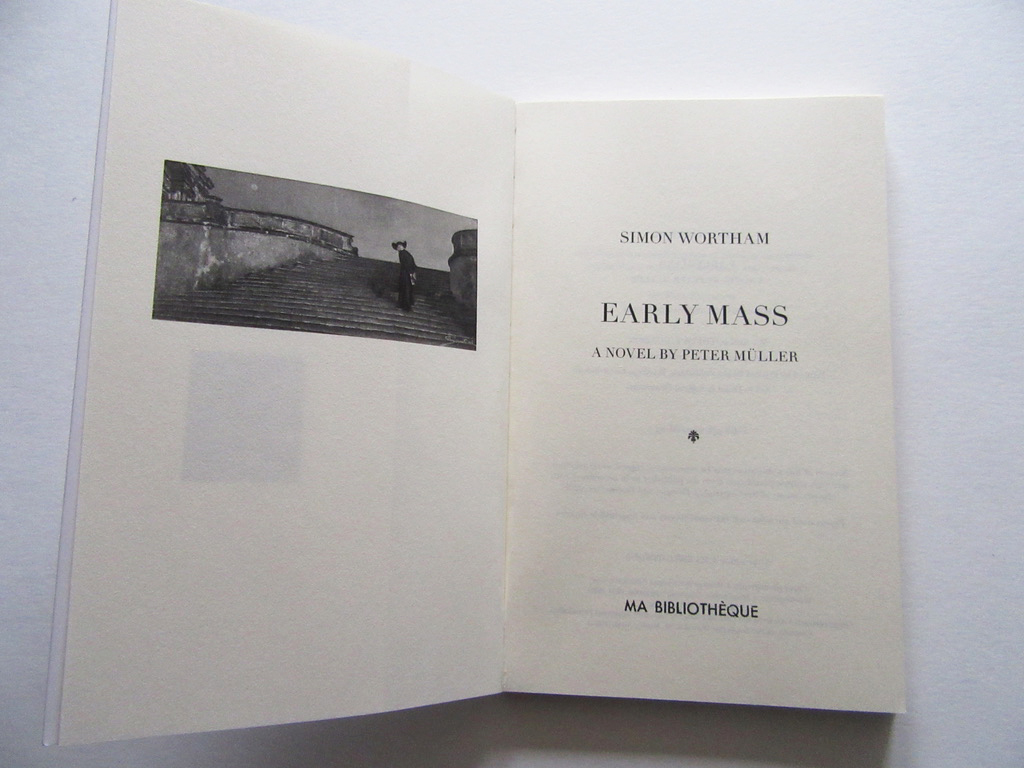 SIMON WORTHAM
EARLY MASS
A NOVEL BY PETER MÜLLER
MA BIBLIOTHÈQUE